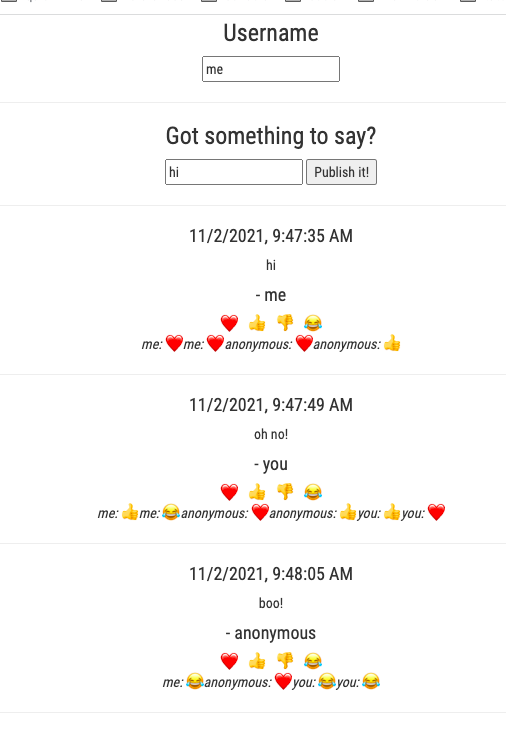 Username
me
Got something to say?
hi Publish it!
11/2/2021, 9:47:35 AM
hi
- me
❤️ 👍 👎 😂
me: ❤️me: ❤️anonymous: ❤️anonymous: 👍
11/2/2021, 9:47:49 AM
oh no!
- you
❤️ 👍 👎 😂
me: 👍me: 😂anonymous: ❤️anonymous: 👍you: 👍you: ❤️
11/2/2021, 9:48:05 AM
boo!
- anonymous
❤️ 👍 👎 😂
me: 😂anonymous: ❤️you: 😂you: 😂